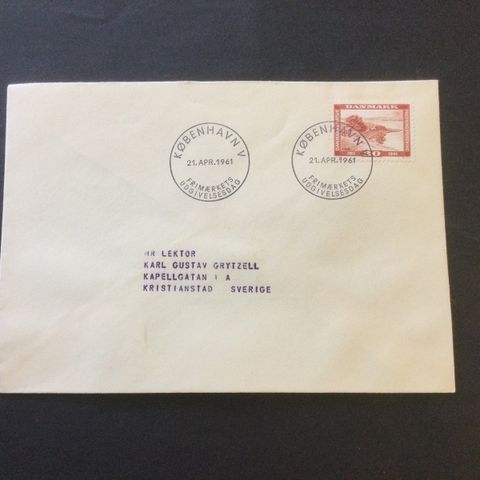 KØBENHAVN V
21.APR.1961
FRIMÆRKETS
UDGIVELSESDAG
KØBENHAVN
21.APR.1961
FRIMÆRKETS
UDGIVELSESDAG
DANMARK
HR LEKTOR
KARL GUSTAV GRYTZELL
KAPELLGATAN 1 A
KRISTIANSTAD SVERIGE